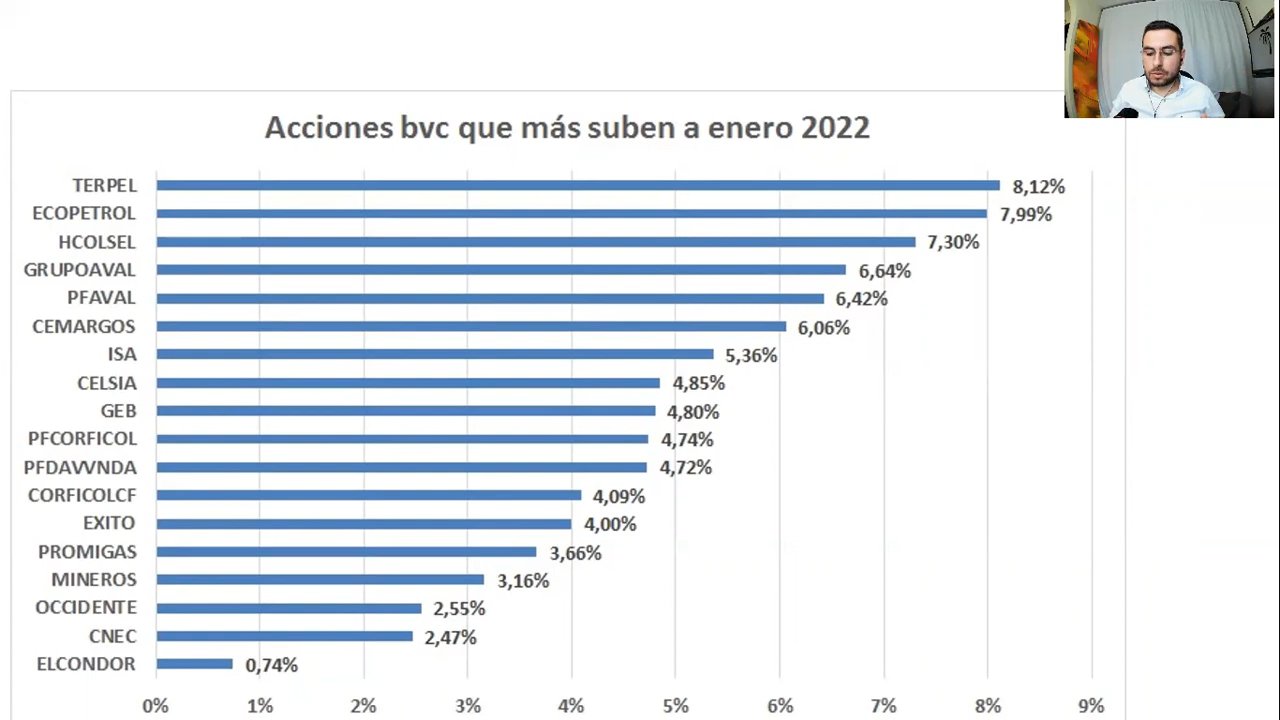 Acciones bvc que más suben a enero 2022
TERPEL 8,12%
ECOPETROL 7,99%
HCOLSEL 7,30%
GRUPOAVAL 6,64%
PFAVAL 6,42%
CEMARGOS 6,06%
ISA 5,36%
CELSIA 4,85%
GEB 4,80%
PFCORFICOL 4,74%
PFDAVVNDA 4,72%
CORFICOLCF 4,09%
EXITO 4,00%
PROMIGAS 3,66%
MINEROS 3,16%
OCCIDENTE 2,55%
CNEC 2,47%
ELCONDOR 0,74%
0% 1% 2% 3% 4% 5% 6% 7% 8% 9%